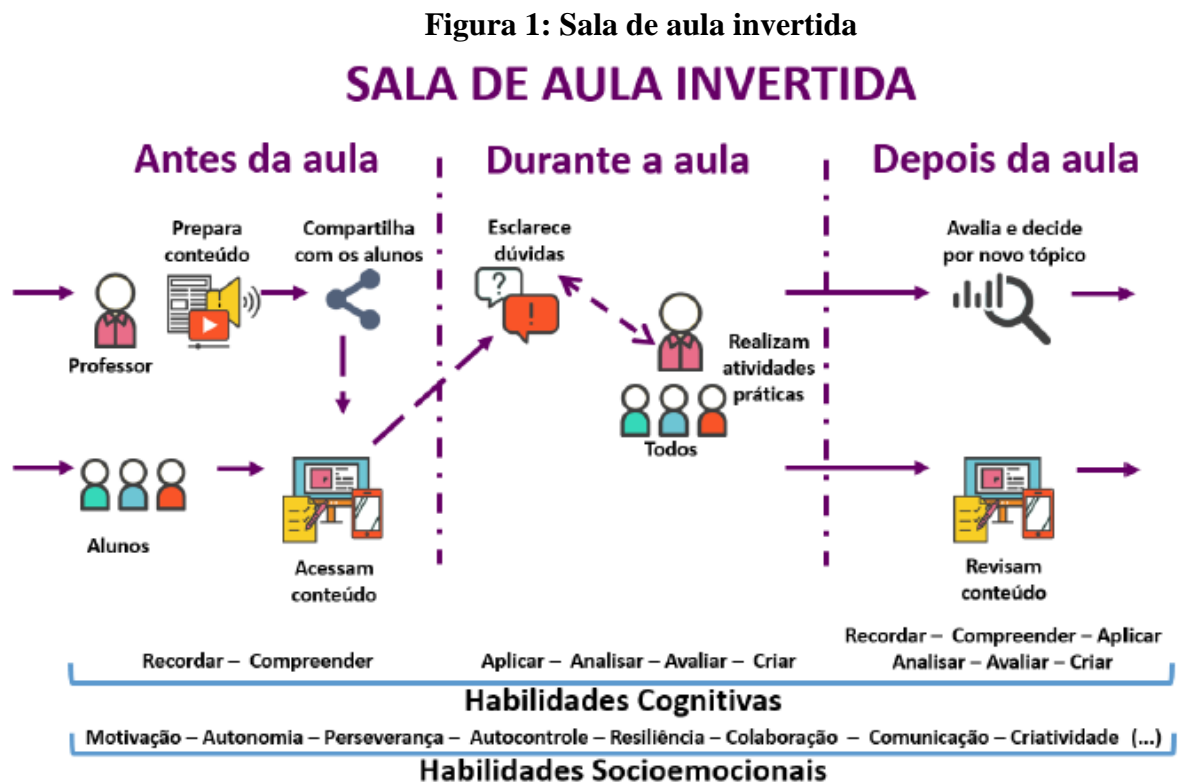 Figura 1: Sala de aula invertida
SALA DE AULA INVERTIDA
Antes da aula
Durante a aula
Depois da aula
Prepara
conteúdo
Compartilha
com os alunos
Professor
Alunos
Acessam
conteúdo
Esclarece
dúvidas
Realizam
atividades
práticas
Todos
Avalia e decide
por novo tópico
Revisam
conteúdo
Recordar – Compreender
Aplicar – Analisar – Avaliar – Criar
Recordar – Compreender – Aplicar
Analisar – Avaliar – Criar
Habilidades Cognitivas
Motivação – Autonomia – Perseverança – Autocontrole – Resiliência – Colaboração – Comunicação – Criatividade (...)
Habilidades Socioemocionais